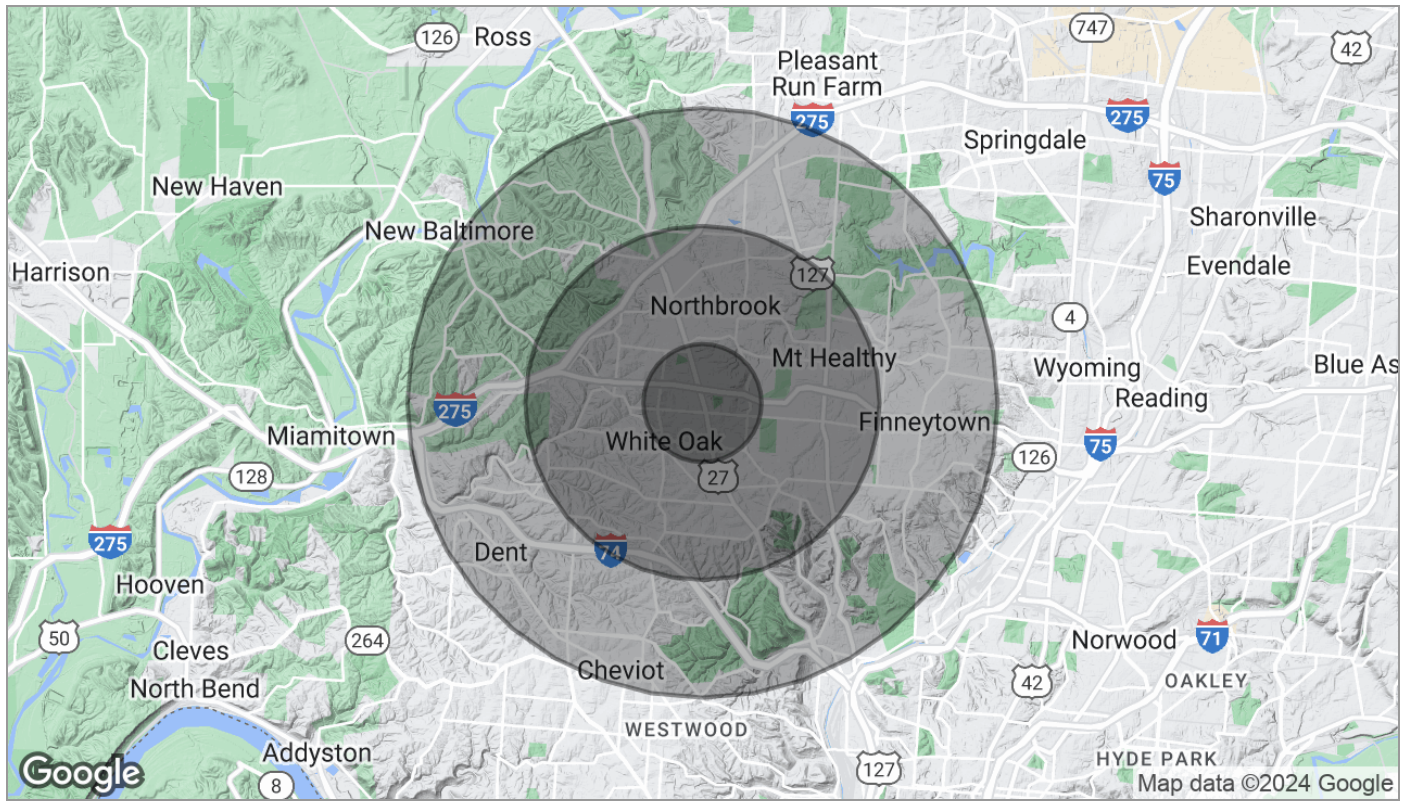 126
Ross
747
42
Pleasant
Run Farm
275
275
Springdale
75
New Haven
Sharonville
New Baltimore
Harrison
Evendale
127
Northbrook
4
Mt Healthy
Wyoming
Blue As
Reading
275
Miamitown
White Oak
Finneytown
75
126
128
27
275
Dent
74
Hooven
50
264
Norwood
71
Cleves
Cheviot
North Bend
42
OAKLEY
WESTWOOD
Addyston
HYDE PARK
127
Google
8
Map data ©2024 Google